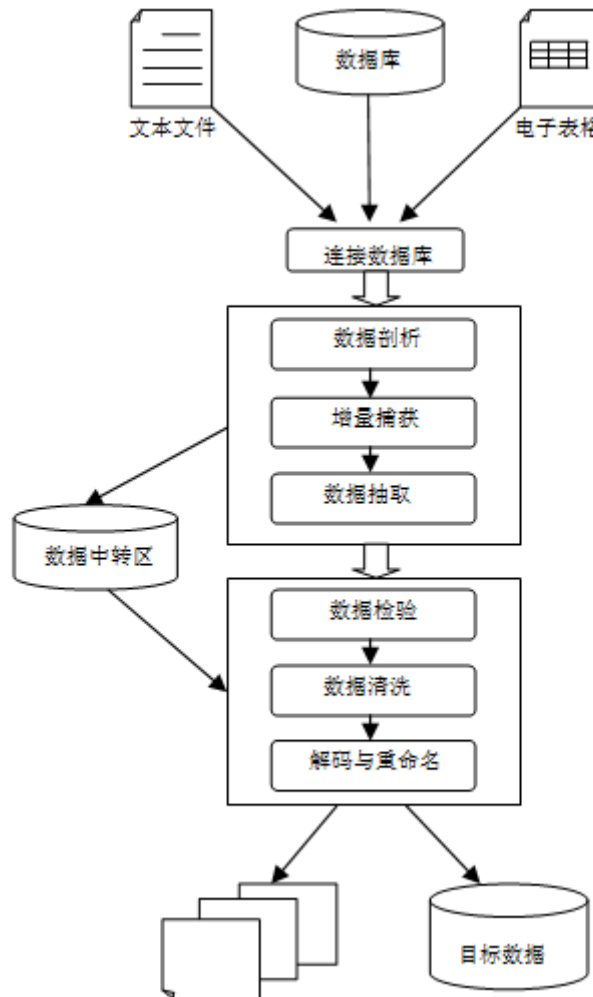 数据库
文本文件
电子表格
连接数据库
数据剖析
增量捕获
数据抽取
数据中转区
数据检验
数据清洗
解码与重命名
目标数据